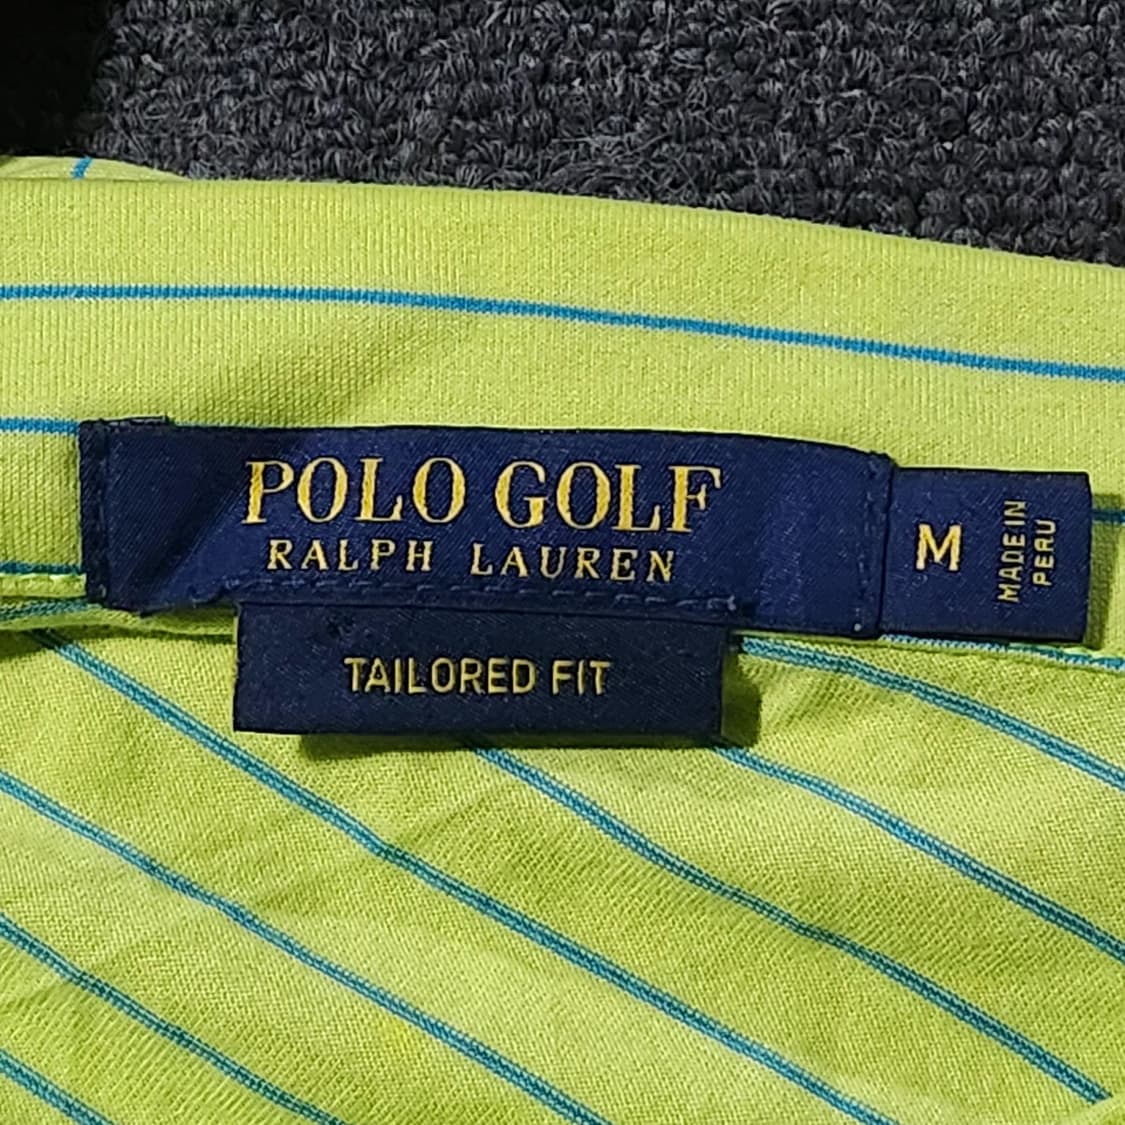 POLO GOLF
RALPH LAUREN
M
MADE IN
PERU
TAILORED FIT